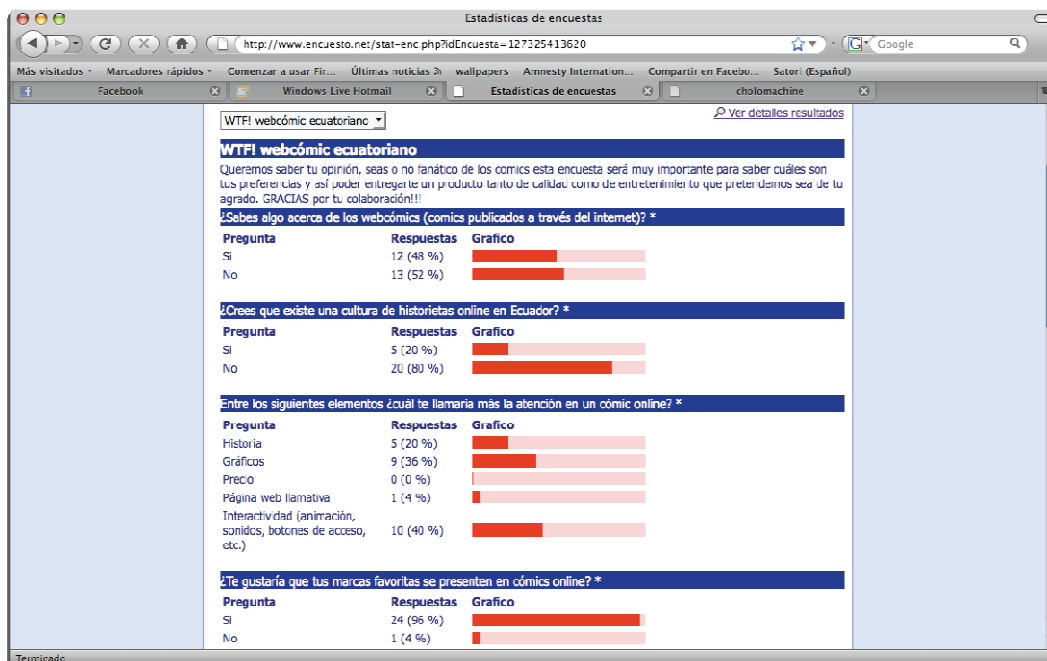 Estadísticas de encuestas
http://www.encuesto.net/stat-enc.php?idEncuesta=127325413620
Google
Más visitados Marcadores rápidos Comenzar a usar Fir... Últimas noticias wallpapers Amnesty Internation... Compartir en Facebo... Satori (Español)
Facebook Windows Live Hotmail Estadísticas de encuestas cholomachine
WTF! webcómic ecuatoriano
Ver detalles resultados
WTF! webcómic ecuatoriano
Queremos saber tu opinión, seas o no fanático de los comics esta encuesta será muy importante para saber cuáles son
tus preferencias y así poder entregarte un producto tanto de calidad como de entretenimiento que pretendemos sea de tu
agrado. GRACIAS por tu colaboración!!!
¿Sabes algo acerca de los webcómics (comics publicados a través del internet)? *
Pregunta Respuestas Grafico
Si 12 (48 %)
No 13 (52 %)
¿Crees que existe una cultura de historietas online en Ecuador? *
Pregunta Respuestas Grafico
Si 5 (20 %)
No 20 (80 %)
Entre los siguientes elementos ¿cuál te llamaria más la atención en un cómic online? *
Pregunta Respuestas Grafico
Historia 5 (20 %)
Gráficos 9 (36 %)
Precio 0 (0 %)
Página web llamativa 1 (4 %)
Interactividad (animación,
sonidos, botones de acceso, 10 (40 %)
etc.)
¿Te gustaría que tus marcas favoritas se presenten en cómics online? *
Pregunta Respuestas Grafico
Si 24 (96 %)
No 1 (4 %)
Terminado